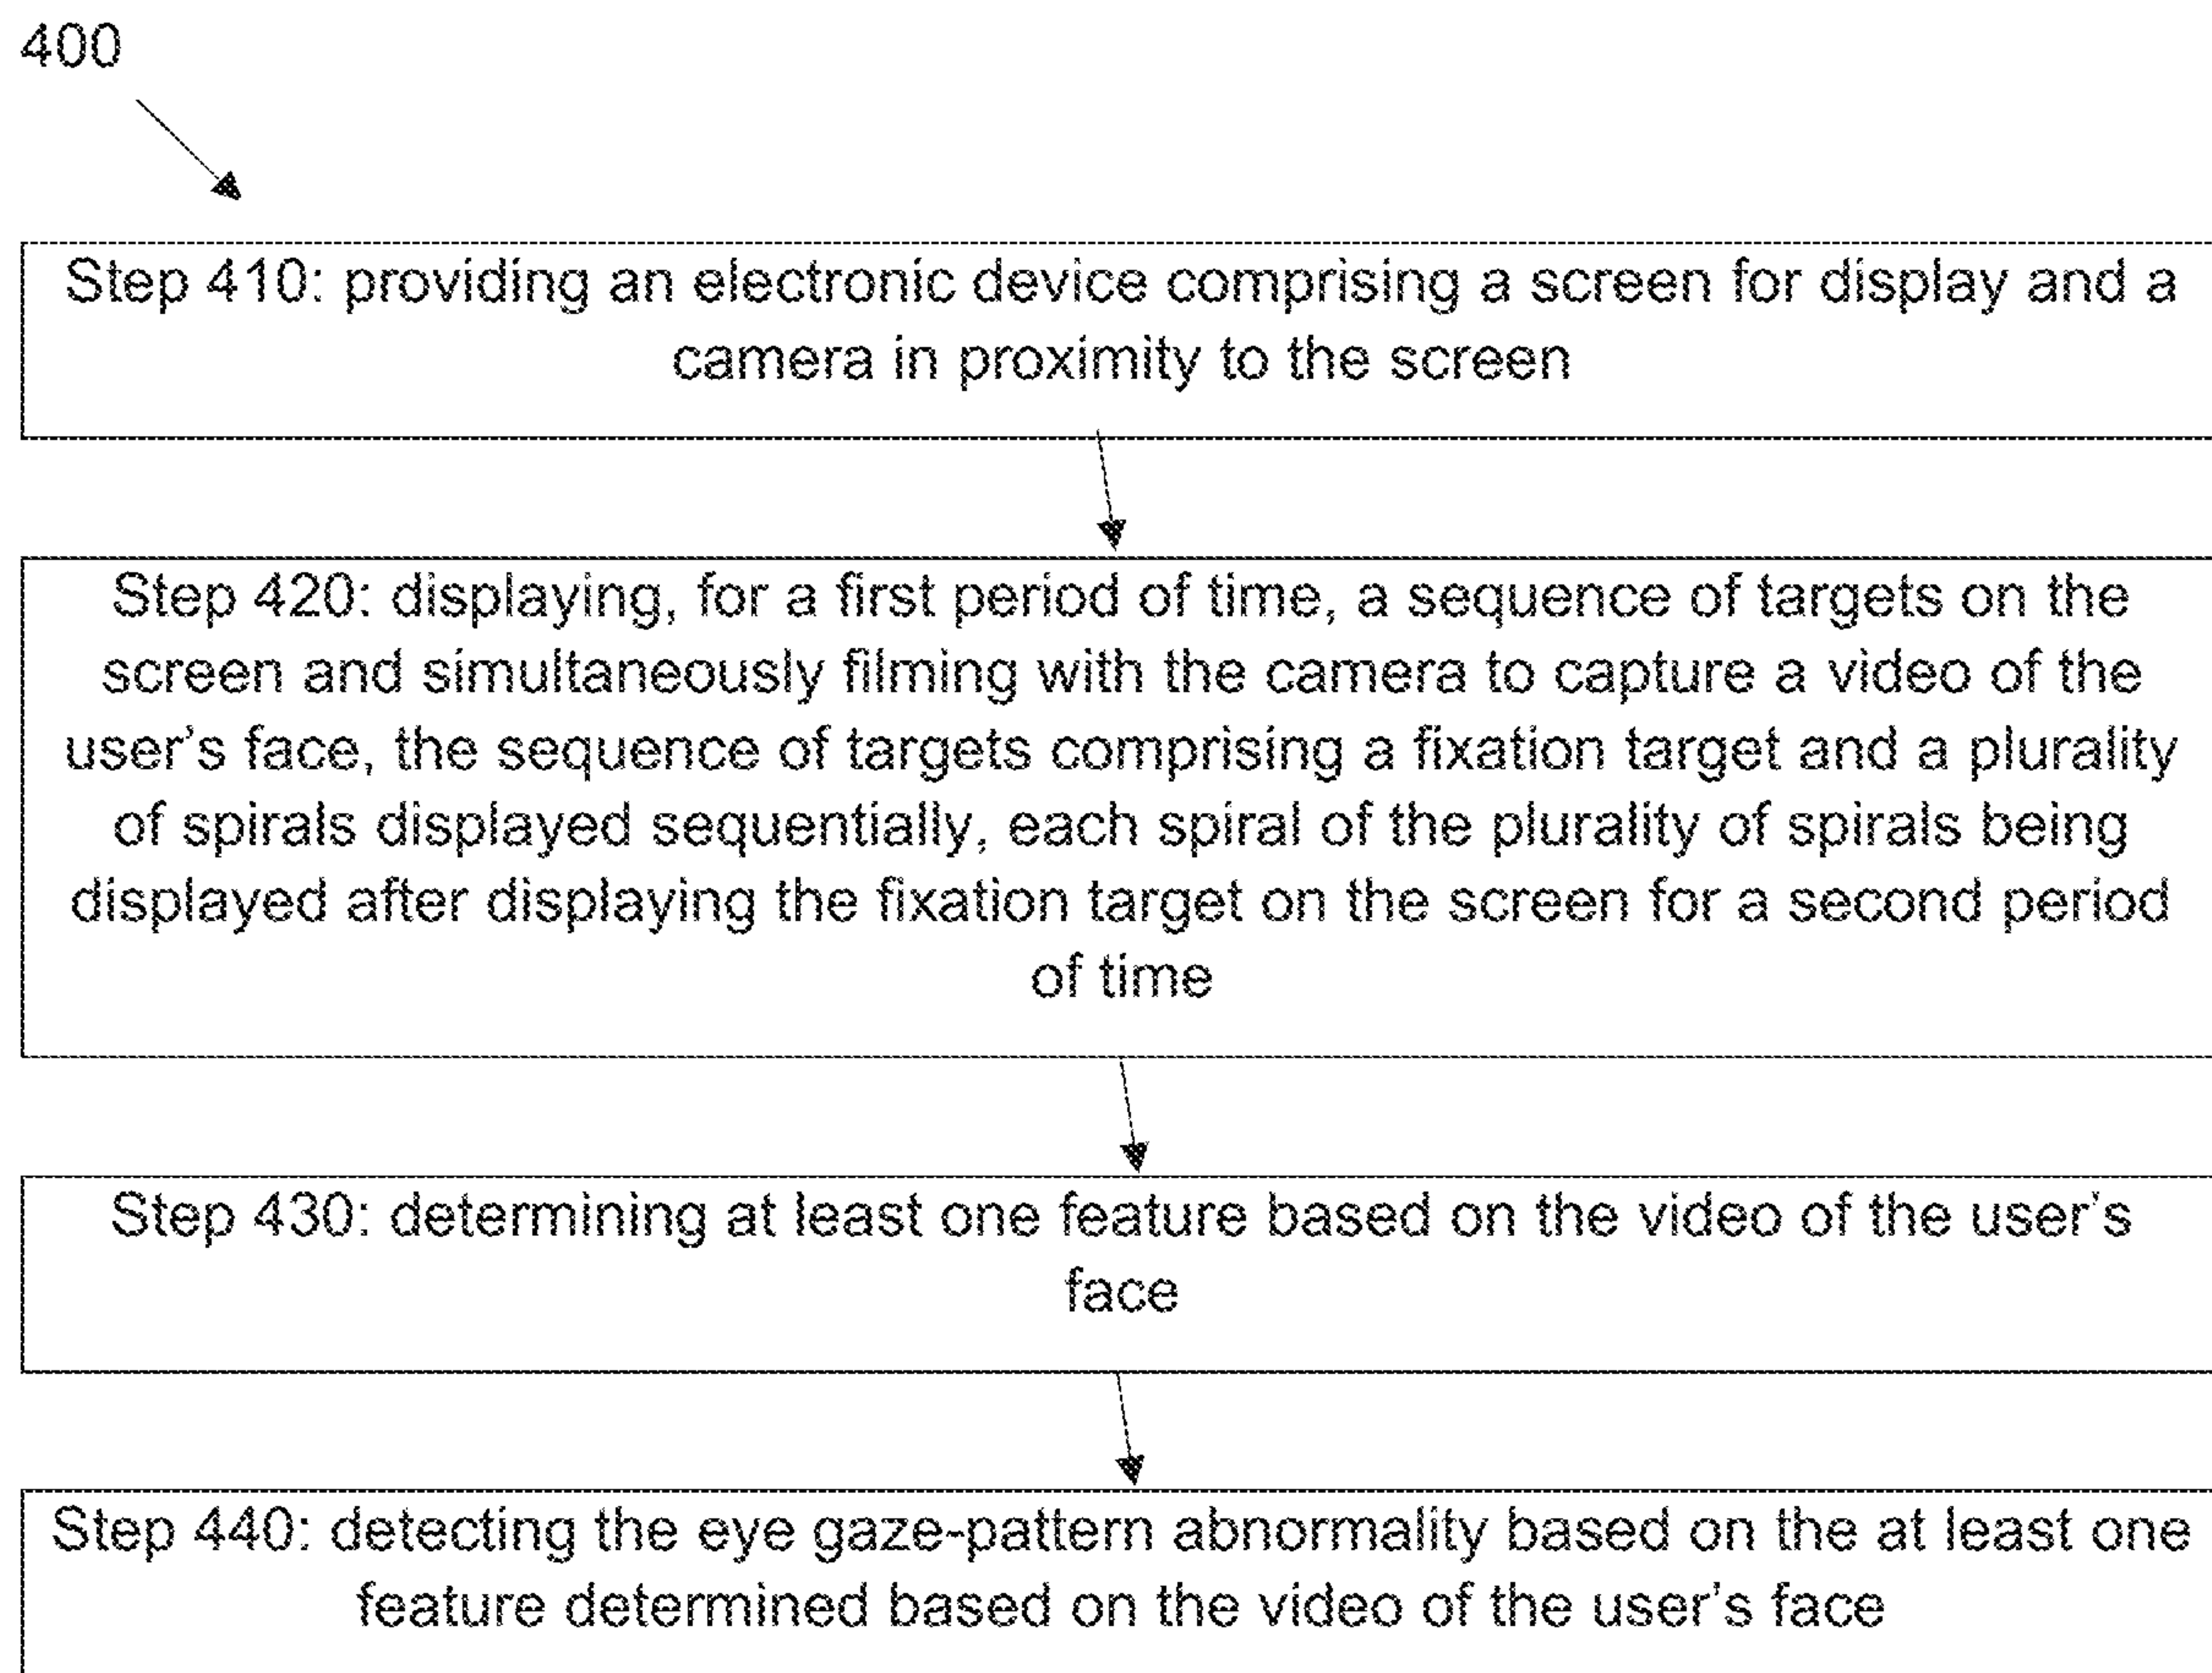 400
Step 410: providing an electronic device comprising a screen for display and a
camera in proximity to the screen
Step 420: displaying, for a first period of time, a sequence of targets on the
screen and simultaneously filming with the camera to capture a video of the
user's face, the sequence of targets comprising a fixation target and a plurality
of spirals displayed sequentially, each spiral of the plurality of spirals being
displayed after displaying the fixation target on the screen for a second period
of time
Step 430: determining at least one feature based on the video of the user's
face
Step 440: detecting the eye gaze-pattern abnormality based on the at least one
feature determined based on the video of the user's face